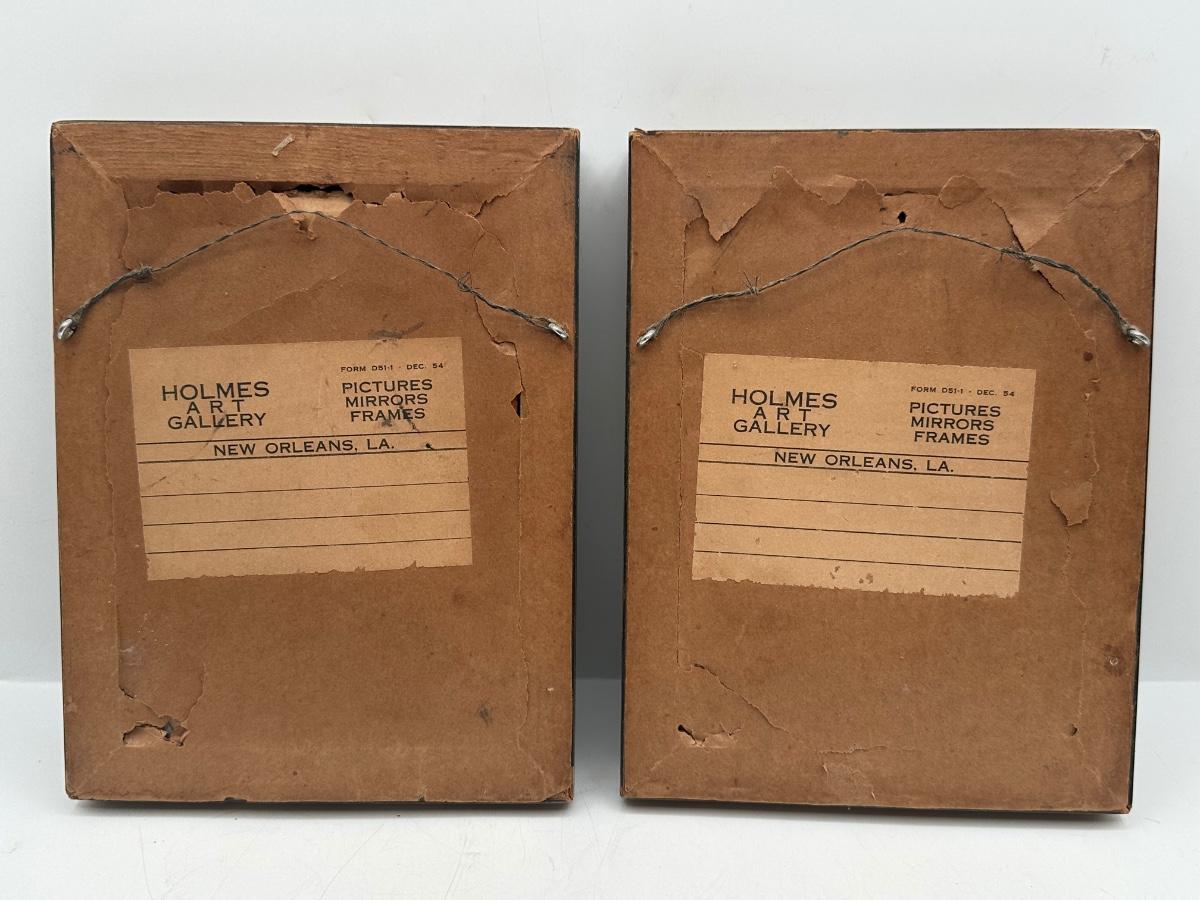 FORM D51-1 - DEC. 54
HOLMES
ART
GALLERY
PICTURES
MIRRORS
FRAMES
NEW ORLEANS, LA.
FORM D51-1 - DEC. 54
HOLMES
ART
GALLERY
PICTURES
MIRRORS
FRAMES
NEW ORLEANS, LA.